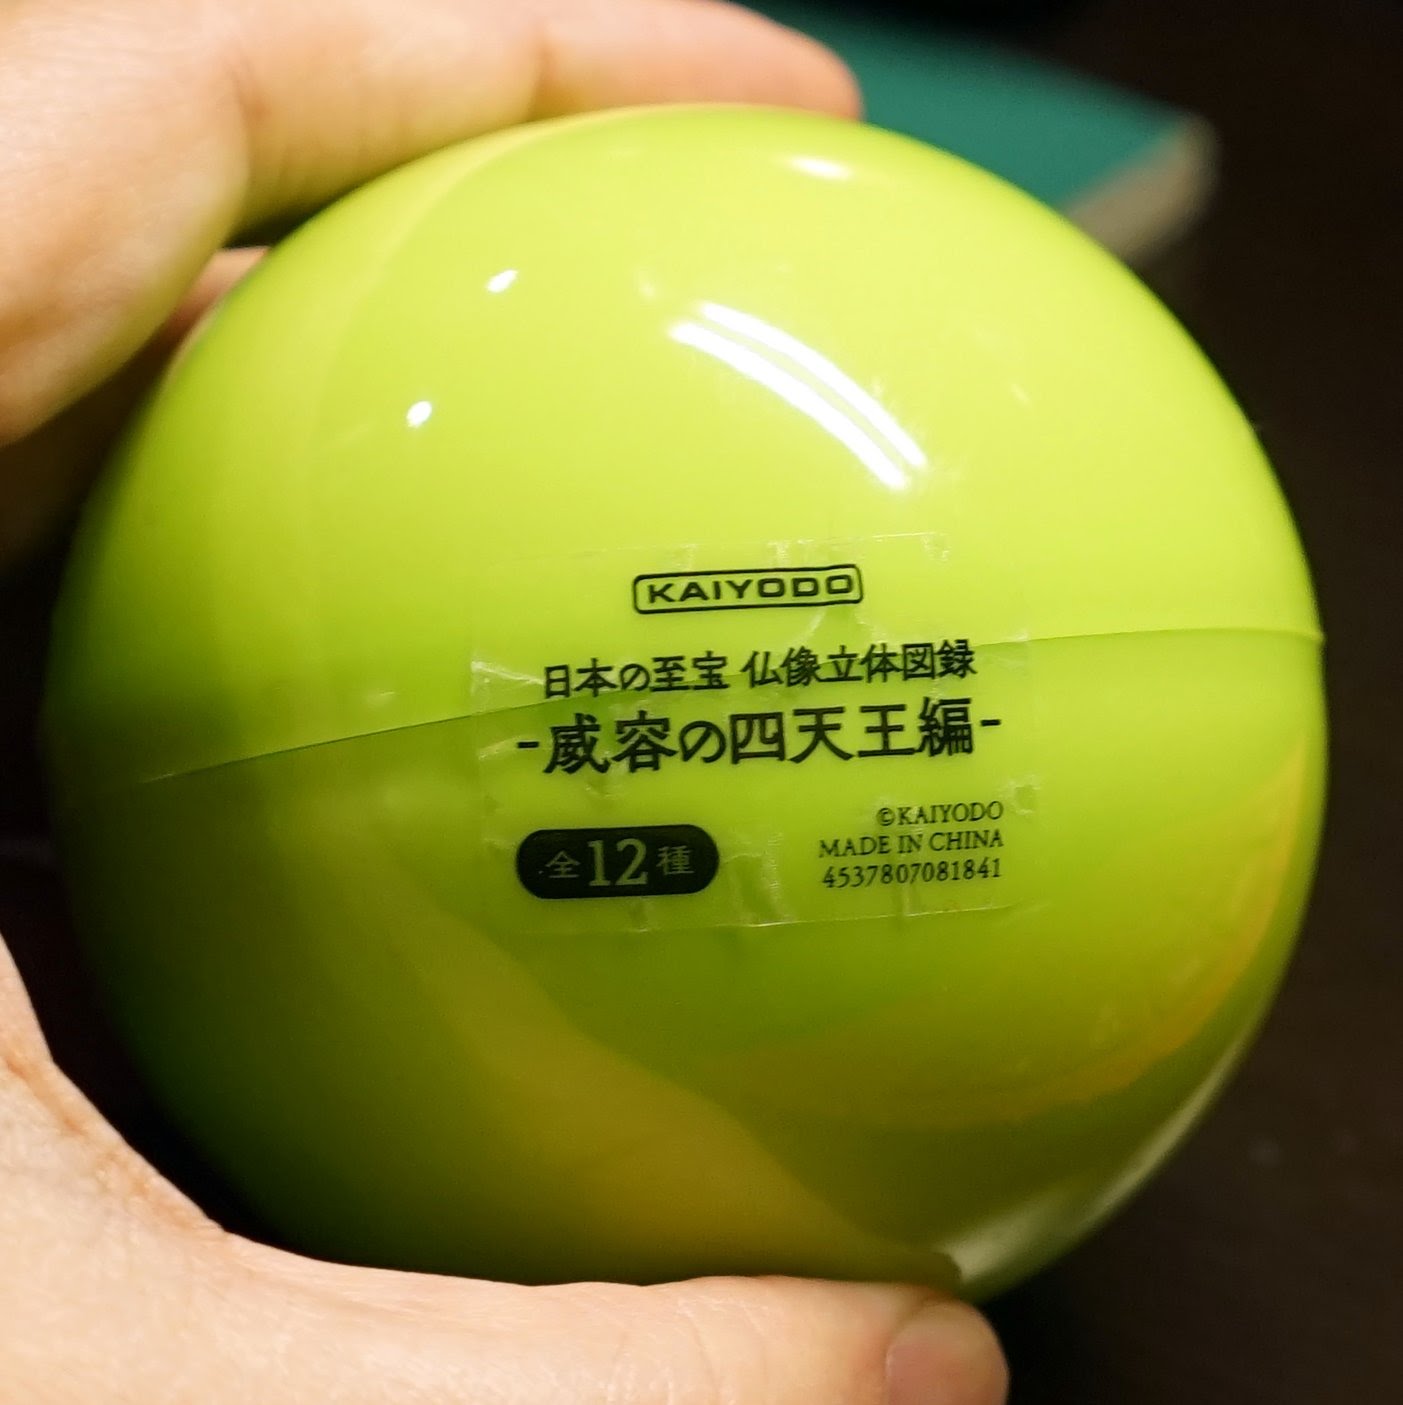 KAIYODO
日本の至宝 仏像立体図録
-威容の四天王編-
全12種
©KAIYODO
MADE IN CHINA
4537807081841